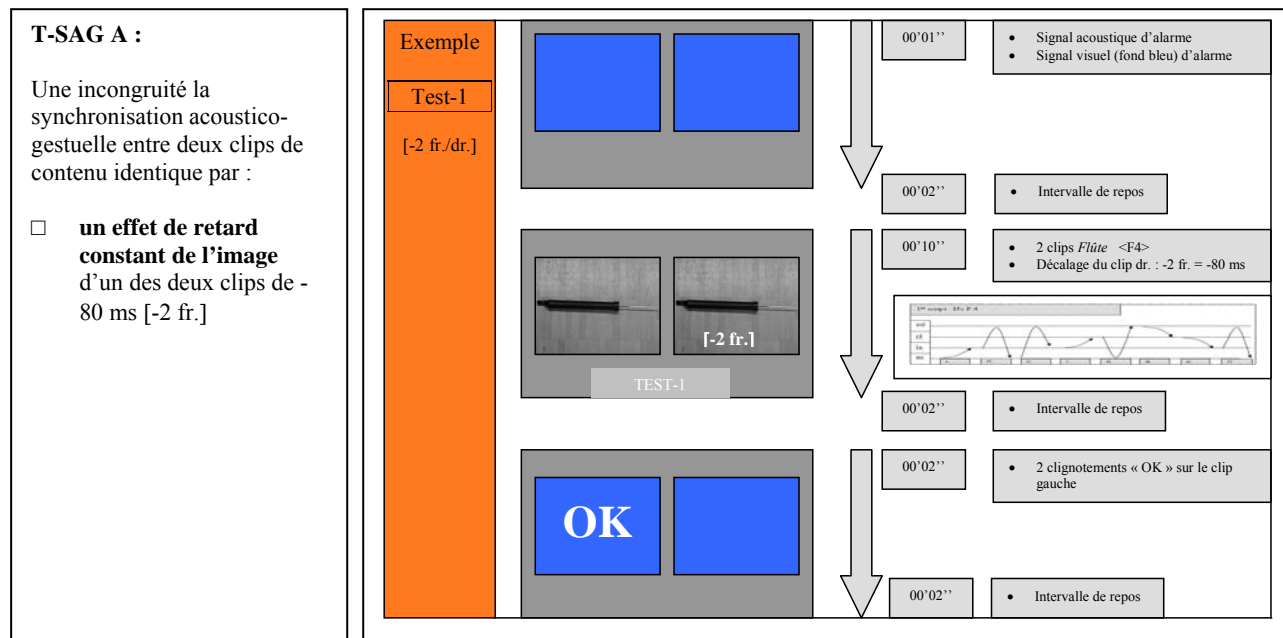 T-SAG A :
Une incongruité la
synchronisation acoustico-
gestuelle entre deux clips de
contenu identique par :
□ un effet de retard
constant de l’image
d’un des deux clips de -
80 ms [-2 fr.]
Exemple
Test-1
[-2 fr./dr.]
00’01’’
• Signal acoustique d’alarme
• Signal visuel (fond bleu) d’alarme
00’02’’
• Intervalle de repos
00’10’’
• 2 clips Flûte <F4>
• Décalage du clip dr. : -2 fr. = -80 ms
[-2 fr.]
TEST-1
00’02’’
• Intervalle de repos
00’02’’
• 2 clignotements « OK » sur le clip
gauche
OK
00’02’’
• Intervalle de repos